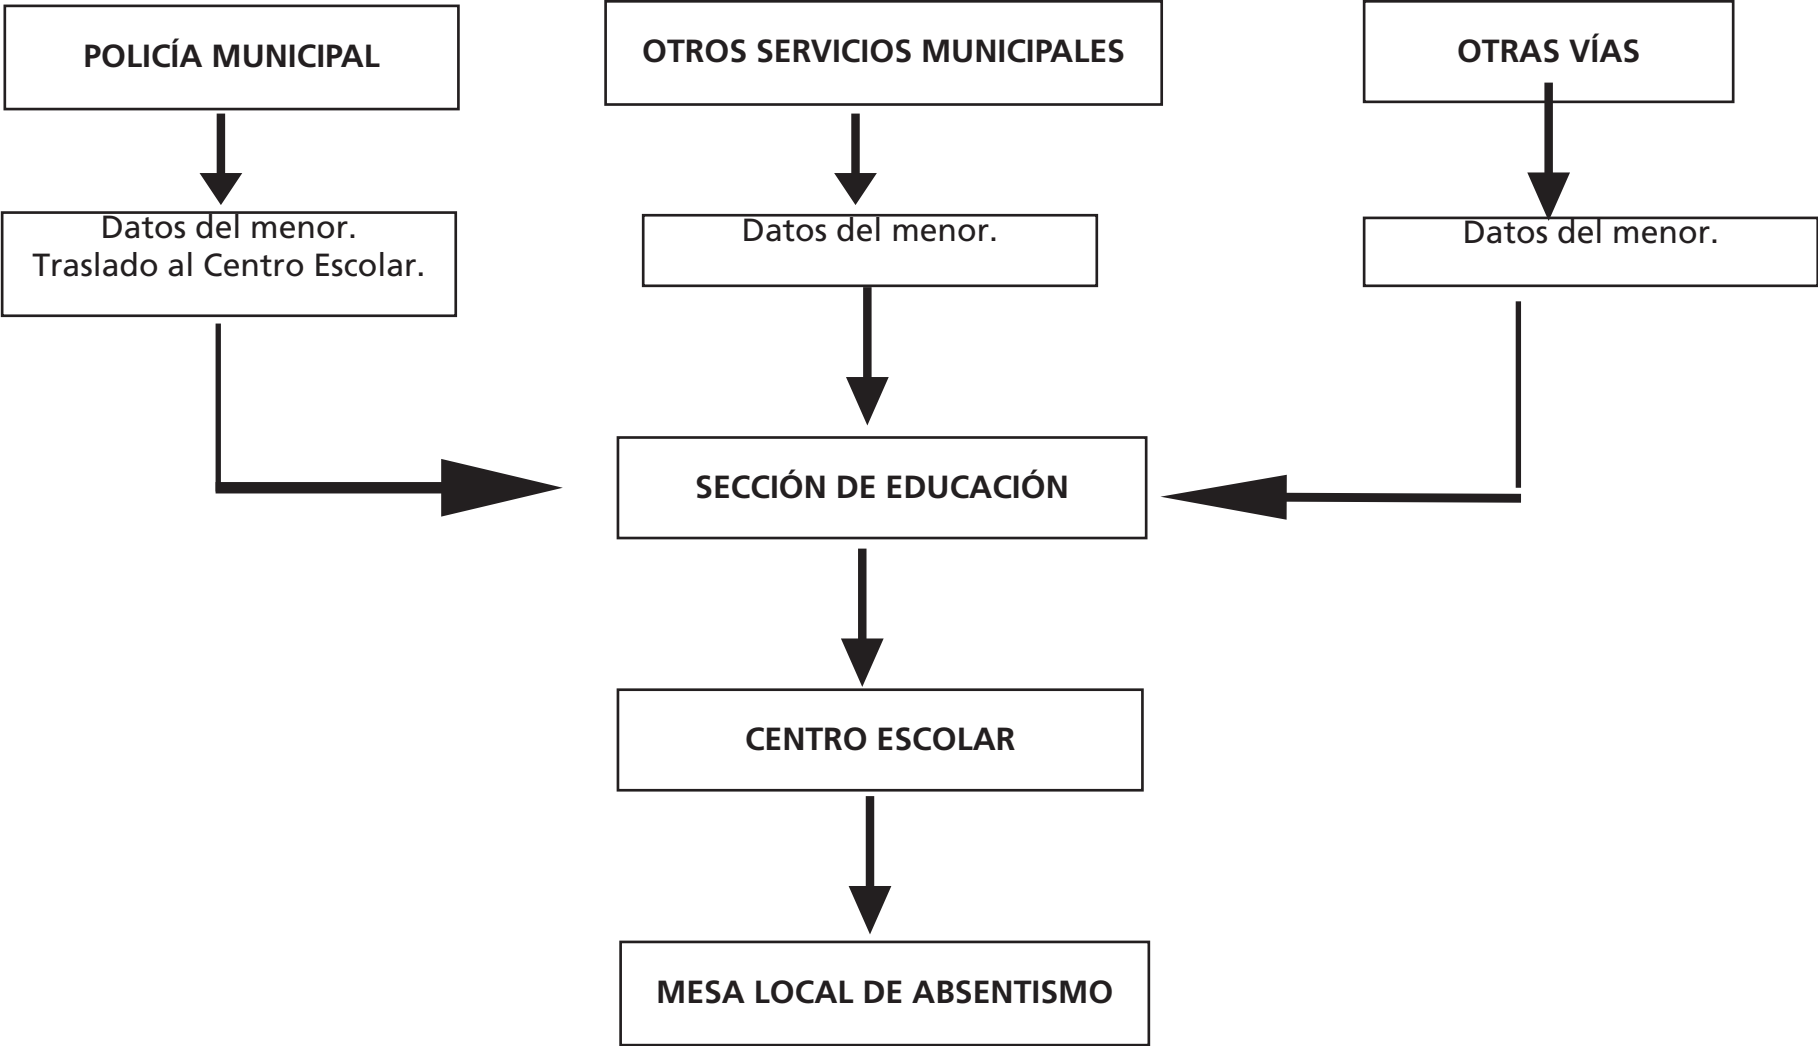 POLICÍA MUNICIPAL
OTROS SERVICIOS MUNICIPALES
OTRAS VÍAS
Datos del menor.
Traslado al Centro Escolar.
Datos del menor.
Datos del menor.
SECCIÓN DE EDUCACIÓN
CENTRO ESCOLAR
MESA LOCAL DE ABSENTISMO